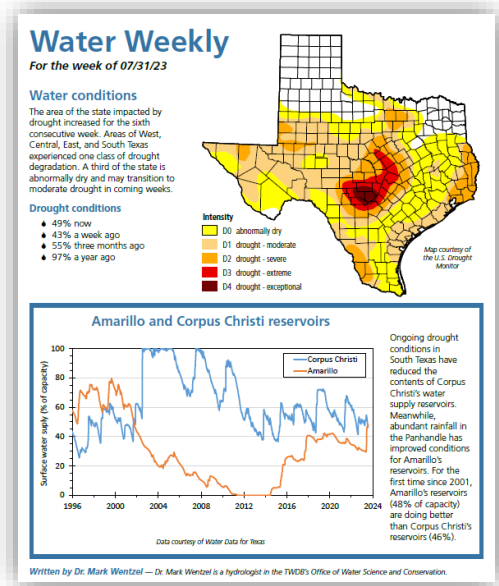 Water Weekly
For the week of 07/31/23
Water conditions
The area of the state impacted by
drought increased for the sixth
consecutive week. Areas of West,
Central, East, and South Texas
experienced one class of drought
degradation. A third of the state is
abnormally dry and may transition to
moderate drought in coming weeks.
Drought conditions
49% now
43% a week ago
55% three months ago
97% a year ago
Intensity
D0 abnormally dry
D1 drought - moderate
D2 drought - severe
D3 drought - extreme
D4 drought - exceptional
Map courtesy of
the U.S. Drought
Monitor
Amarillo and Corpus Christi reservoirs
Surface water suply (% of capacity)
100
80
60
40
20
0
1996 2000 2004 2008 2012 2016 2020 2024
Corpus Christi
Amarillo
Data courtesy of Water Data for Texas
Ongoing drought
conditions in
South Texas have
reduced the
contents of Corpus
Christi's water
supply reservoirs.
Meanwhile,
abundant rainfall in
the Panhandle has
improved conditions
for Amarillo's
reservoirs. For the
first time since 2001,
Amarillo's reservoirs
(48% of capacity)
are doing better
than Corpus Christi's
reservoirs (46%).
Written by Dr. Mark Wentzel — Dr. Mark Wentzel is a hydrologist in the TWDB's Office of Water Science and Conservation.